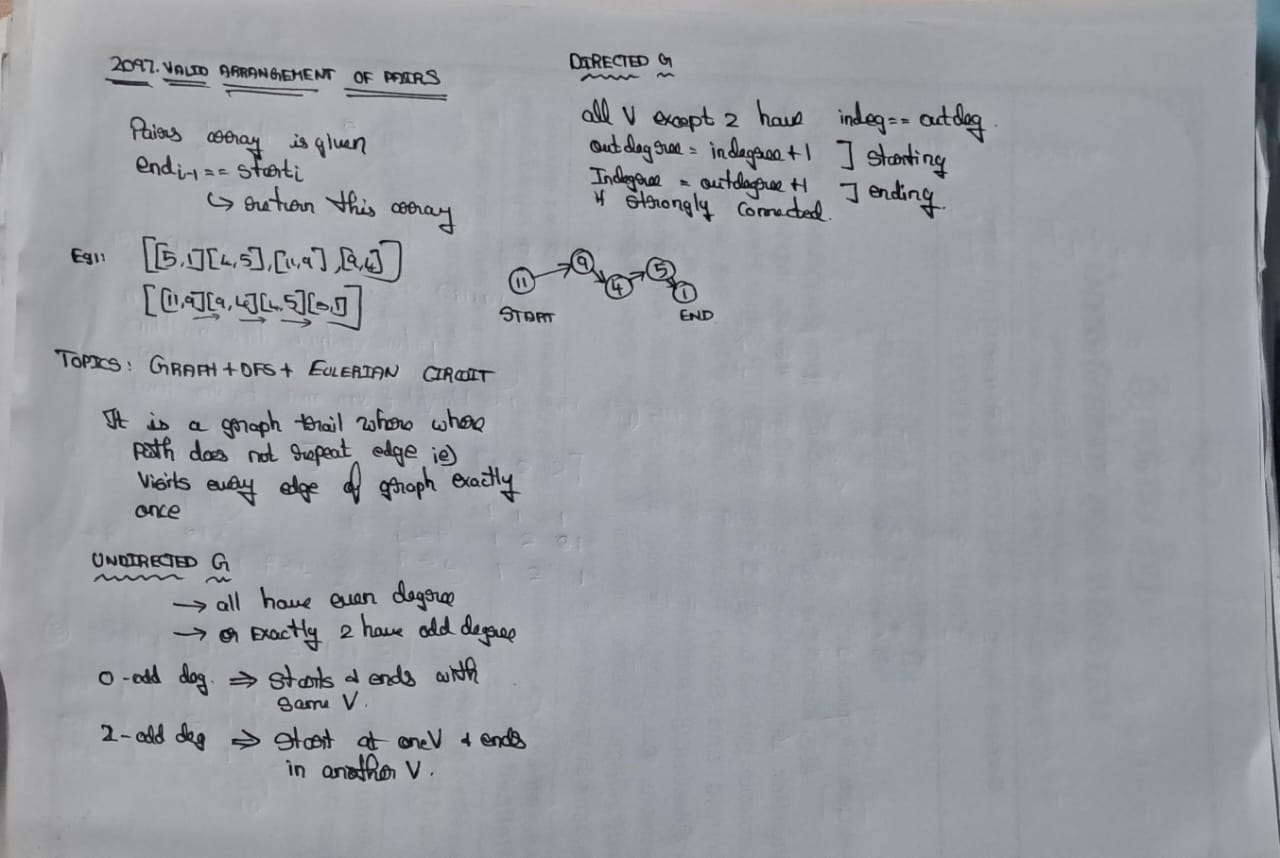 2097. VALID ARRANGEMENT OF PAIRS
Pairs array is given
endi-1 == starti
↳ return this array
Eg1: [[5,1][4,5],[11,9],[9,4]]
[[11,9][9,4][4,5][5,1]]
TOPICS: GRAPH + DFS + EULERIAN CIRCUIT
It is a graph trail where where
path does not repeat edge ie)
Visits every edge of graph exactly
once
UNDIRECTED G
→ all have even degree
→ or Exactly 2 have odd degree
0-odd deg. ⇒ starts & ends with
same V.
2-odd deg ⇒ start at one V & ends
in another V.
DIRECTED G
all V except 2 have indeg == outdeg.
outdegree = indegree+1 ] starting
Indegree = outdegree+1 ] ending.
if strongly connected.
11 → 9 → 4 → 5 → 1
START END